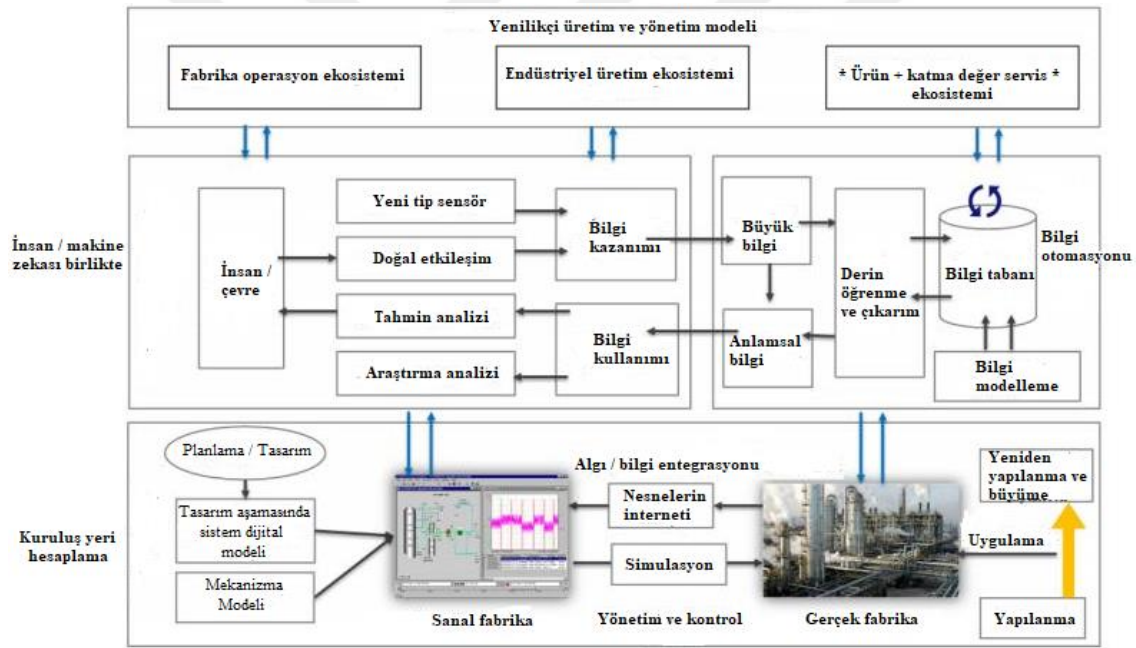 Yenilikçi üretim ve yönetim modeli
Fabrika operasyon ekosistemi
Endüstriyel üretim ekosistemi
* Ürün + katma değer servis *
ekosistemi
İnsan / makine
zekası birlikte
İnsan /
çevre
Yeni tip sensör
Doğal etkileşim
Tahmin analizi
Araştırma analizi
Bilgi
kazanımı
Bilgi
kullanımı
Büyük
bilgi
Anlamsal
bilgi
Derin
öğrenme
ve çıkarım
Bilgi tabanı
Bilgi
modelleme
Bilgi
otomasyonu
Kuruluş yeri
hesaplama
Planlama / Tasarım
Tasarım aşamasında
sistem dijital
modeli
Mekanizma
Modeli
Sanal fabrika
Algı / bilgi entegrasyonu
Nesnelerin
interneti
Simulasyon
Yönetim ve kontrol
Gerçek fabrika
Yeniden
yapılanma ve
büyüme
Uygulama
Yapılanma